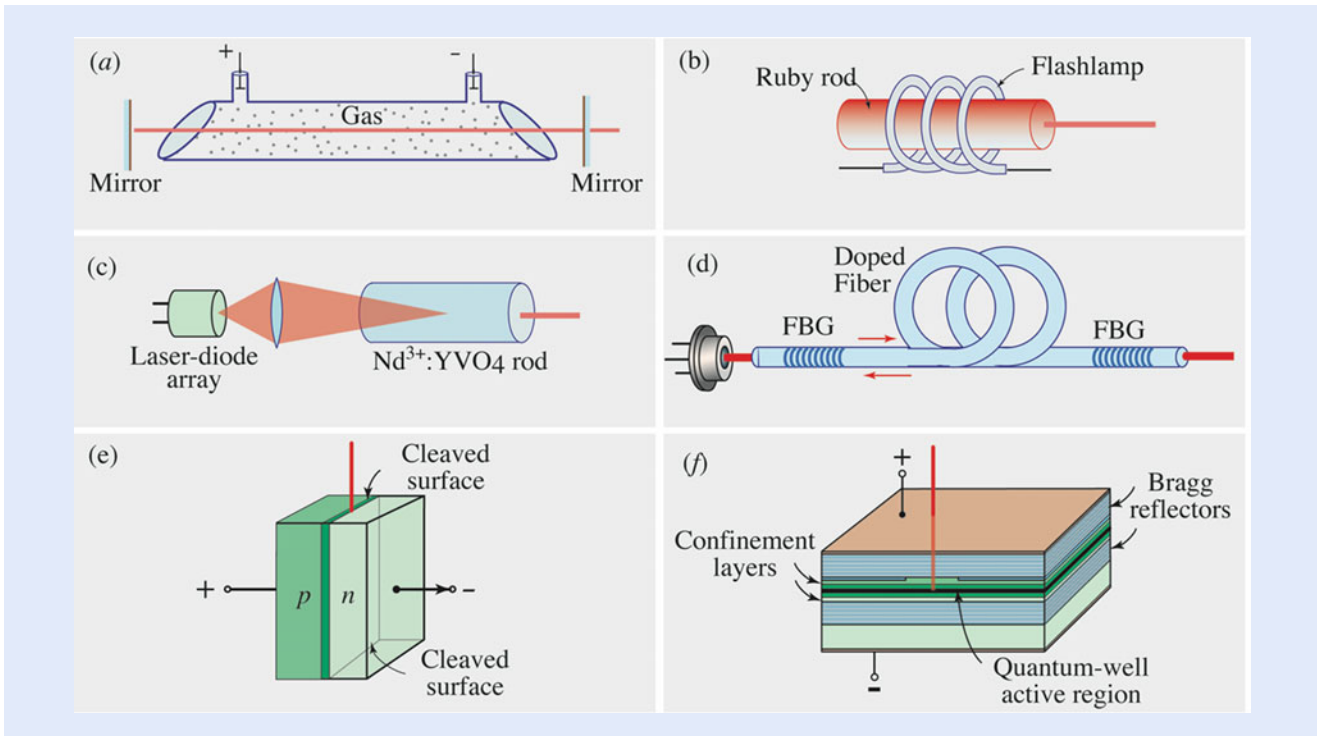 (a)
+
-
Gas
Mirror
Mirror
(b)
Ruby rod
Flashlamp
(c)
Laser-diode
array
Nd³⁺:YVO4 rod
(d)
Doped
Fiber
FBG
FBG
(e)
Cleaved
surface
+
p
n
-
Cleaved
surface
(f)
+
Bragg
reflectors
Confinement
layers
Quantum-well
active region
-